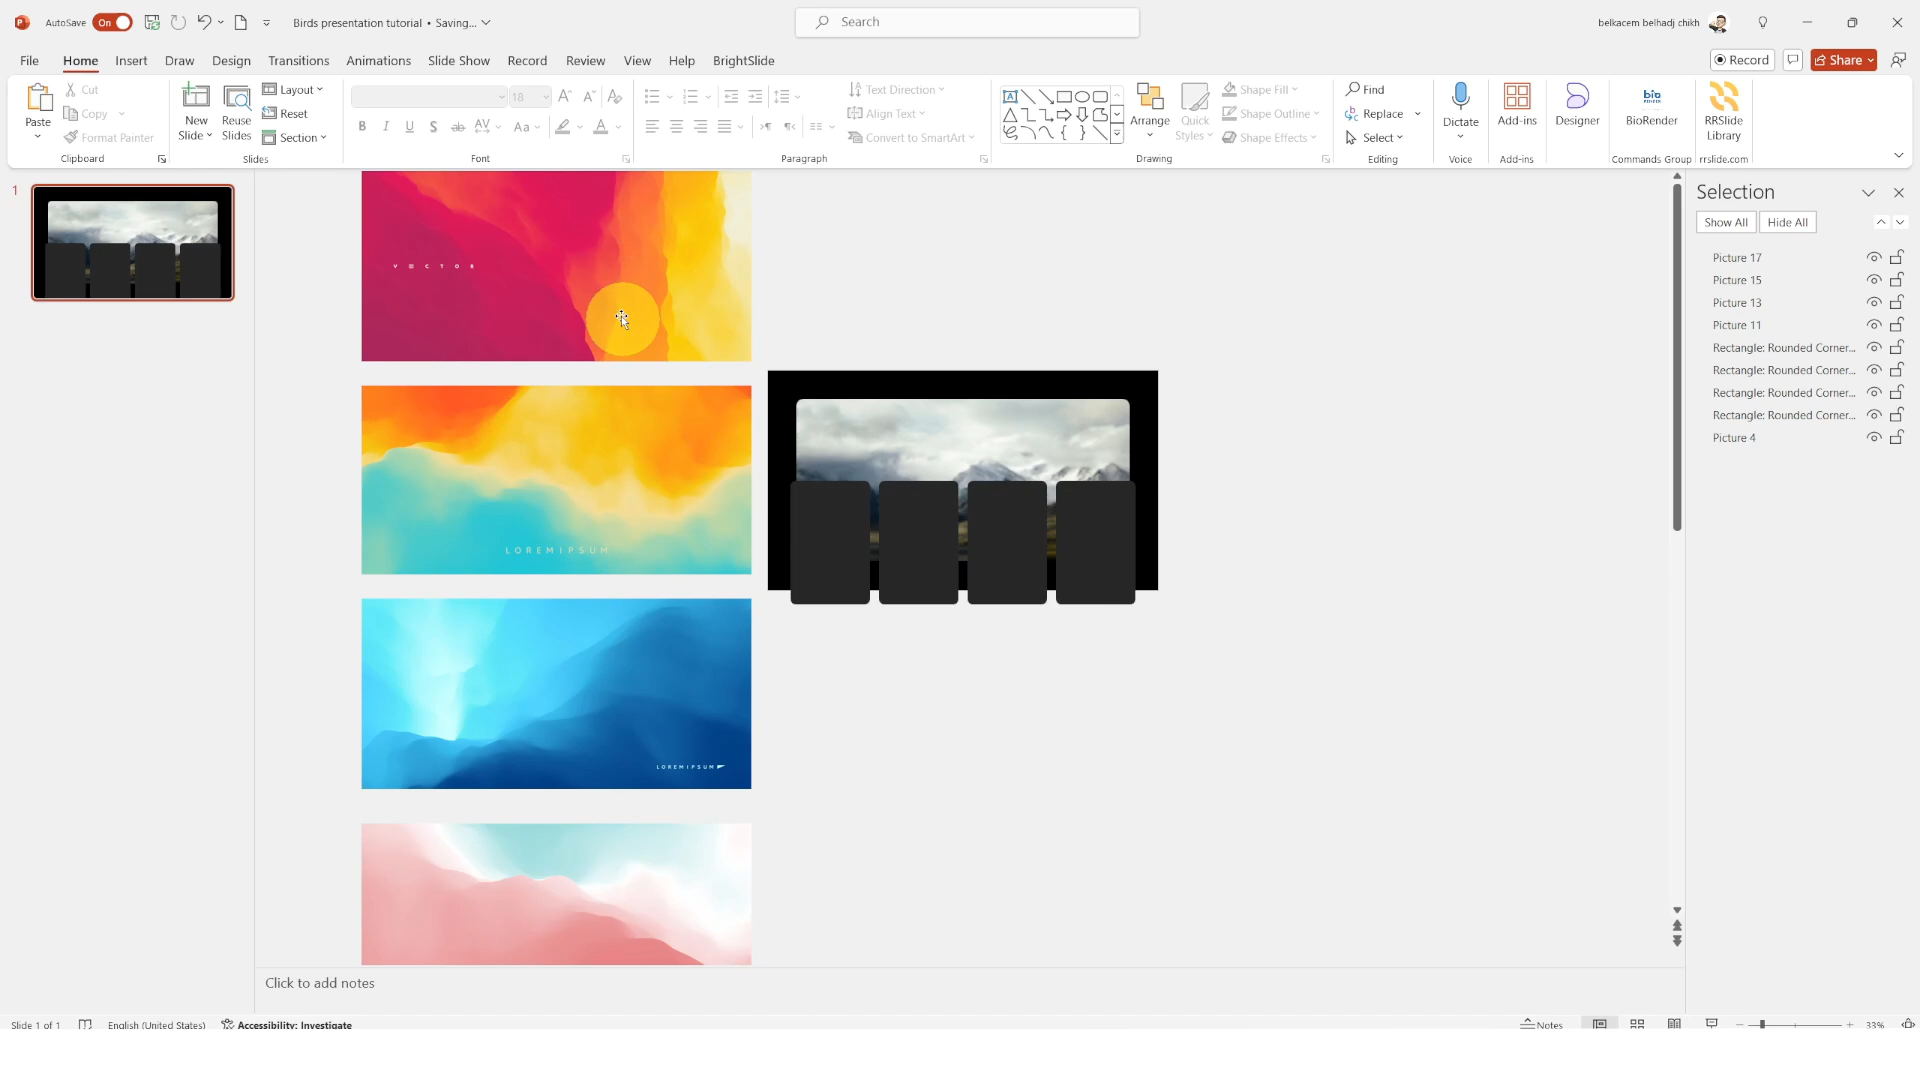 AutoSave On Birds presentation tutorial • Saving... Search belkacem belhadj chikh
File Home Insert Draw Design Transitions Animations Slide Show Record Review View Help BrightSlide Record Share
Paste Cut Copy Format Painter Clipboard
New Slide Reuse Slides Layout Reset Section Slides
18 B I U S ab AV Aa A Font
Text Direction Align Text Convert to SmartArt Paragraph
Arrange Quick Styles Shape Fill Shape Outline Shape Effects Drawing
Find Replace Select Editing
Dictate Voice
Add-ins Add-ins
Designer
BioRender Commands Group
RRSlide Library rrslide.com
1
LOREMIPSUM
LOREMIPSUM
Selection
Show All Hide All
Picture 17
Picture 15
Picture 13
Picture 11
Rectangle: Rounded Corner...
Rectangle: Rounded Corner...
Rectangle: Rounded Corner...
Rectangle: Rounded Corner...
Picture 4
Click to add notes
Slide 1 of 1 English (United States) Accessibility: Investigate Notes 33%